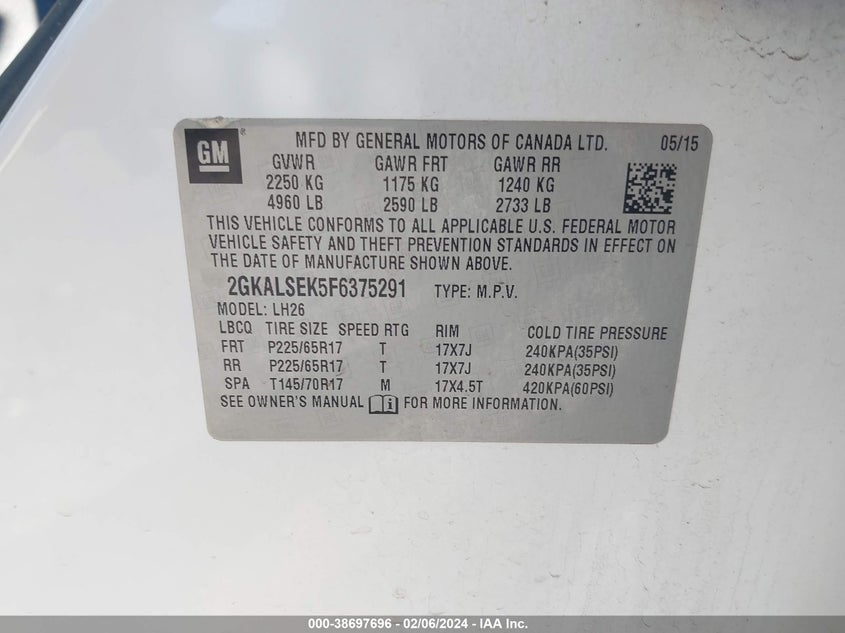 GM ® MFD BY GENERAL MOTORS OF CANADA LTD. 05/15
GVWR GAWR FRT GAWR RR
2250 KG 1175 KG 1240 KG
4960 LB 2590 LB 2733 LB
THIS VEHICLE CONFORMS TO ALL APPLICABLE U.S. FEDERAL MOTOR
VEHICLE SAFETY AND THEFT PREVENTION STANDARDS IN EFFECT ON
THE DATE OF MANUFACTURE SHOWN ABOVE.
2GKALSEK5F6375291 TYPE: M.P.V.
MODEL: LH26
LBCQ TIRE SIZE SPEED RTG RIM COLD TIRE PRESSURE
FRT P225/65R17 T 17X7J 240KPA(35PSI)
RR P225/65R17 T 17X7J 240KPA(35PSI)
SPA T145/70R17 M 17X4.5T 420KPA(60PSI)
SEE OWNER'S MANUAL FOR MORE INFORMATION.
000-38697696 - 02/06/2024 - IAA Inc.